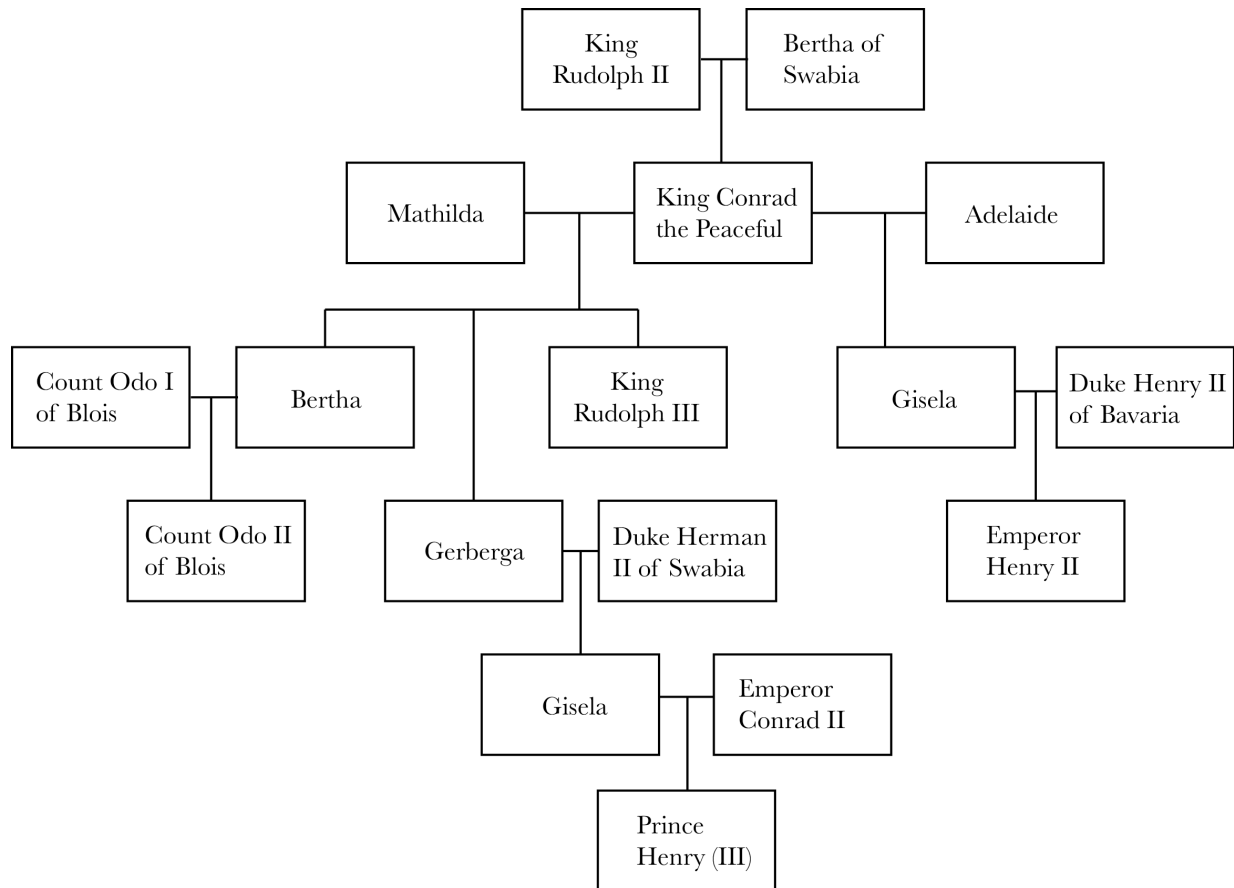 King
Rudolph II
Bertha of
Swabia
Mathilda
King Conrad
the Peaceful
Adelaide
Count Odo I
of Blois
Bertha
King
Rudolph III
Gisela
Duke Henry II
of Bavaria
Count Odo II
of Blois
Gerberga
Duke Herman
II of Swabia
Emperor
Henry II
Gisela
Emperor
Conrad II
Prince
Henry (III)